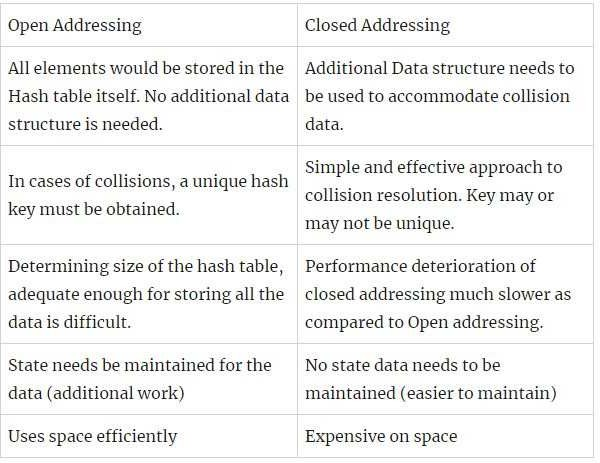 Open Addressing
Closed Addressing
All elements would be stored in the
Hash table itself. No additional data
structure is needed.
Additional Data structure needs to
be used to accommodate collision
data.
In cases of collisions, a unique hash
key must be obtained.
Simple and effective approach to
collision resolution. Key may or
may not be unique.
Determining size of the hash table,
adequate enough for storing all the
data is difficult.
Performance deterioration of
closed addressing much slower as
compared to Open addressing.
State needs be maintained for the
data (additional work)
No state data needs to be
maintained (easier to maintain)
Uses space efficiently
Expensive on space